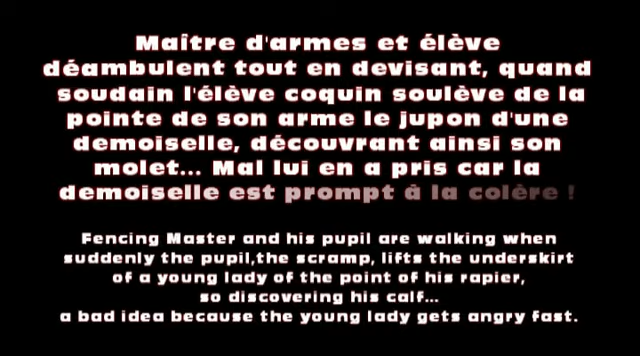 Maître d'armes et élève
déambulent tout en devisant, quand
soudain l'élève coquin soulève de la
pointe de son arme le jupon d'une
demoiselle, découvrant ainsi son
molet... Mal lui en a pris car la
demoiselle est prompt à la colère !
Fencing Master and his pupil are walking when
suddenly the pupil,the scramp, lifts the underskirt
of a young lady of the point of his rapier,
so discovering his calf...
a bad idea because the young lady gets angry fast.